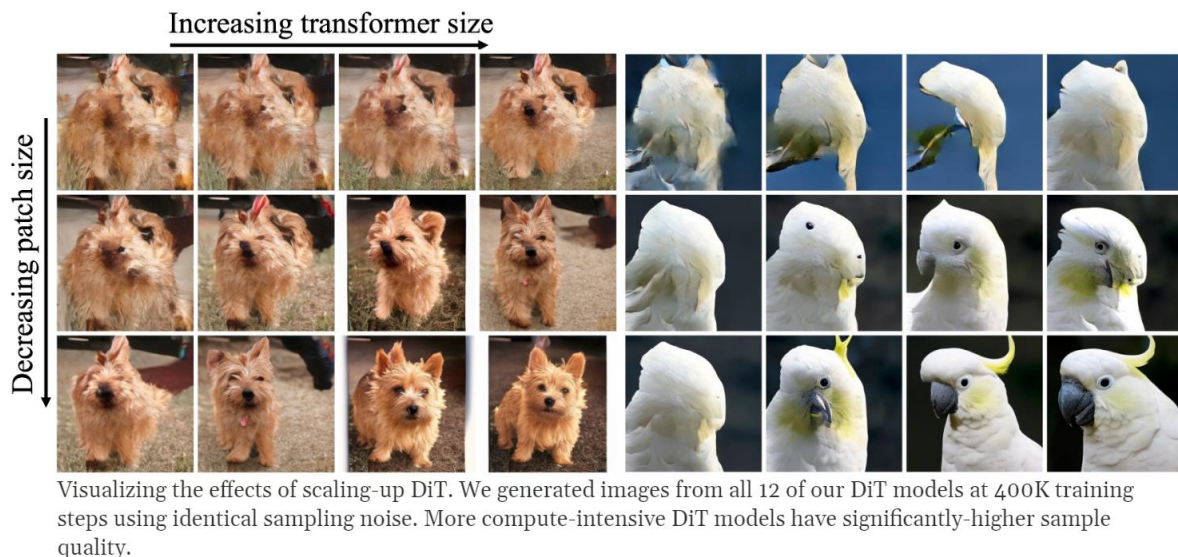 Increasing transformer size
Decreasing patch size
Visualizing the effects of scaling-up DiT. We generated images from all 12 of our DiT models at 400K training
steps using identical sampling noise. More compute-intensive DiT models have significantly-higher sample
quality.